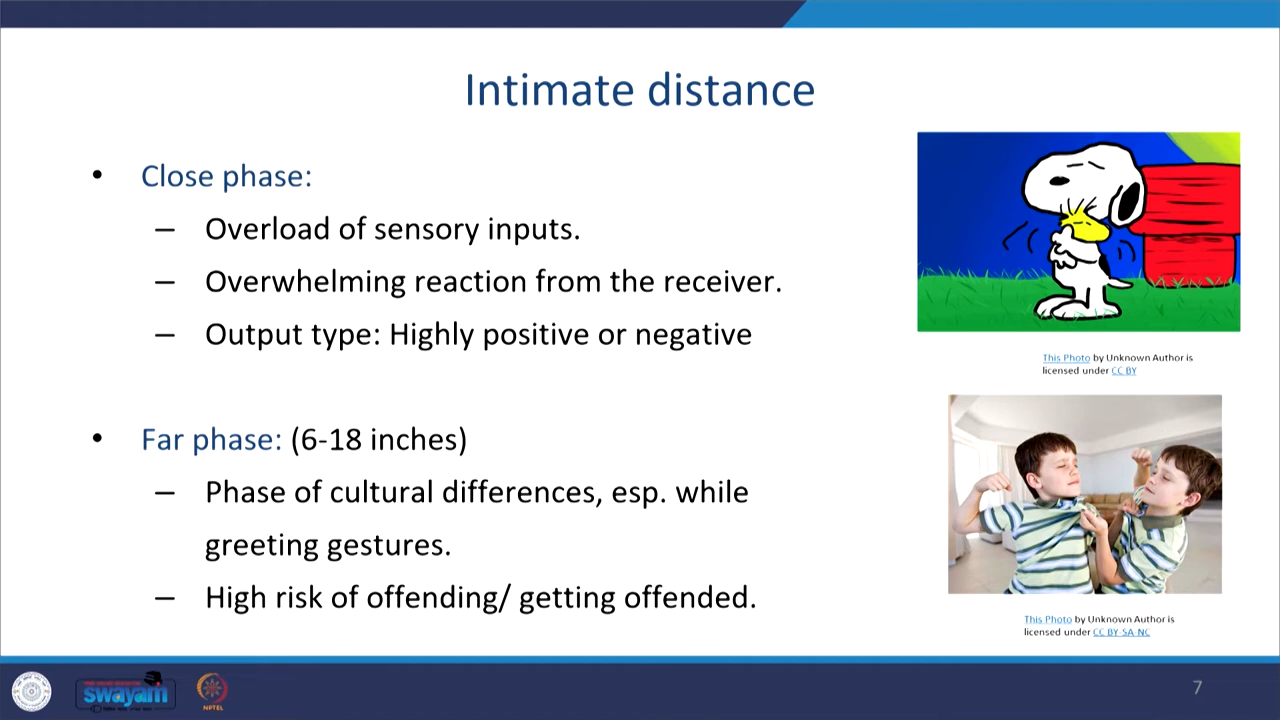 Intimate distance
• Close phase:
– Overload of sensory inputs.
– Overwhelming reaction from the receiver.
– Output type: Highly positive or negative
This Photo by Unknown Author is
licensed under CC BY
• Far phase: (6-18 inches)
– Phase of cultural differences, esp. while
greeting gestures.
– High risk of offending/ getting offended.
This Photo by Unknown Author is
licensed under CC BY-SA-NC
swayam
NPTEL
7